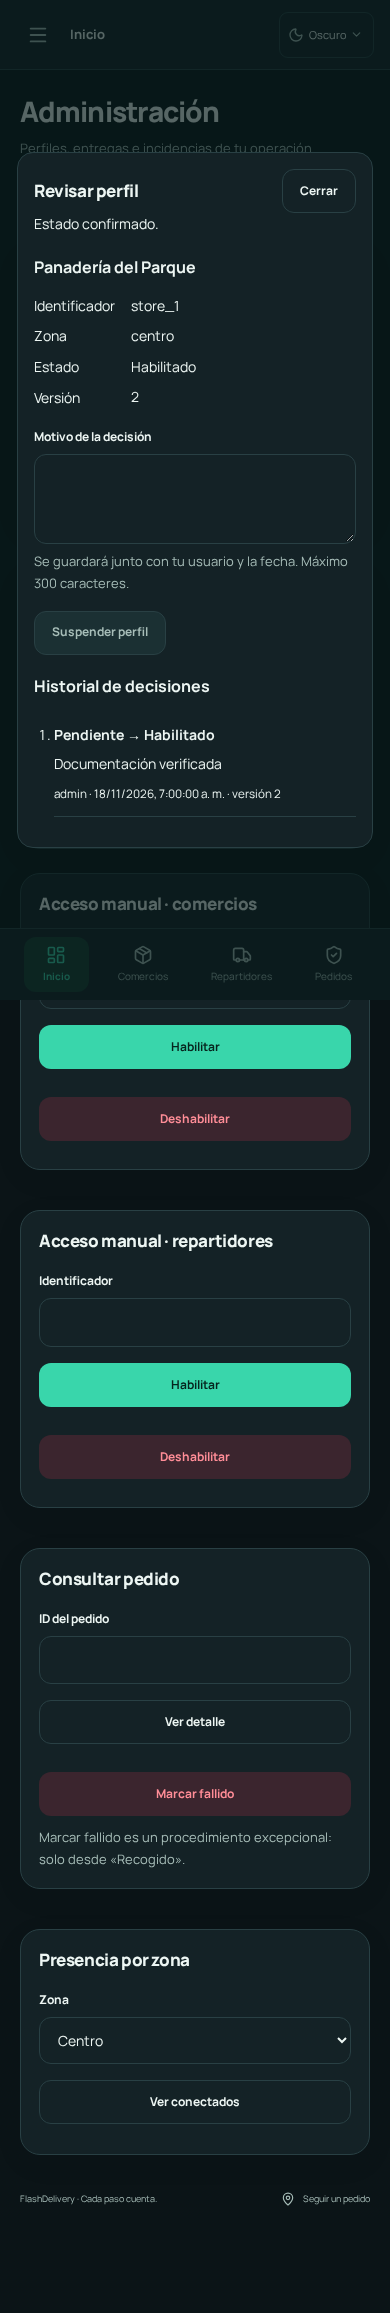 Inicio
Oscuro
Administración
Perfiles, entregas e incidencias de tu operación
Revisar perfil
Cerrar
Estado confirmado.
Panadería del Parque
Identificador store_1
Zona centro
Estado Habilitado
Versión 2
Motivo de la decisión
Se guardará junto con tu usuario y la fecha. Máximo
300 caracteres.
Suspender perfil
Historial de decisiones
1. Pendiente → Habilitado
Documentación verificada
admin · 18/11/2026, 7:00:00 a. m. · versión 2
Acceso manual · comercios
Inicio
Comercios
Repartidores
Pedidos
Habilitar
Deshabilitar
Acceso manual · repartidores
Identificador
Habilitar
Deshabilitar
Consultar pedido
ID del pedido
Ver detalle
Marcar fallido
Marcar fallido es un procedimiento excepcional:
solo desde «Recogido».
Presencia por zona
Zona
Centro
Ver conectados
FlashDelivery · Cada paso cuenta.
Seguir un pedido